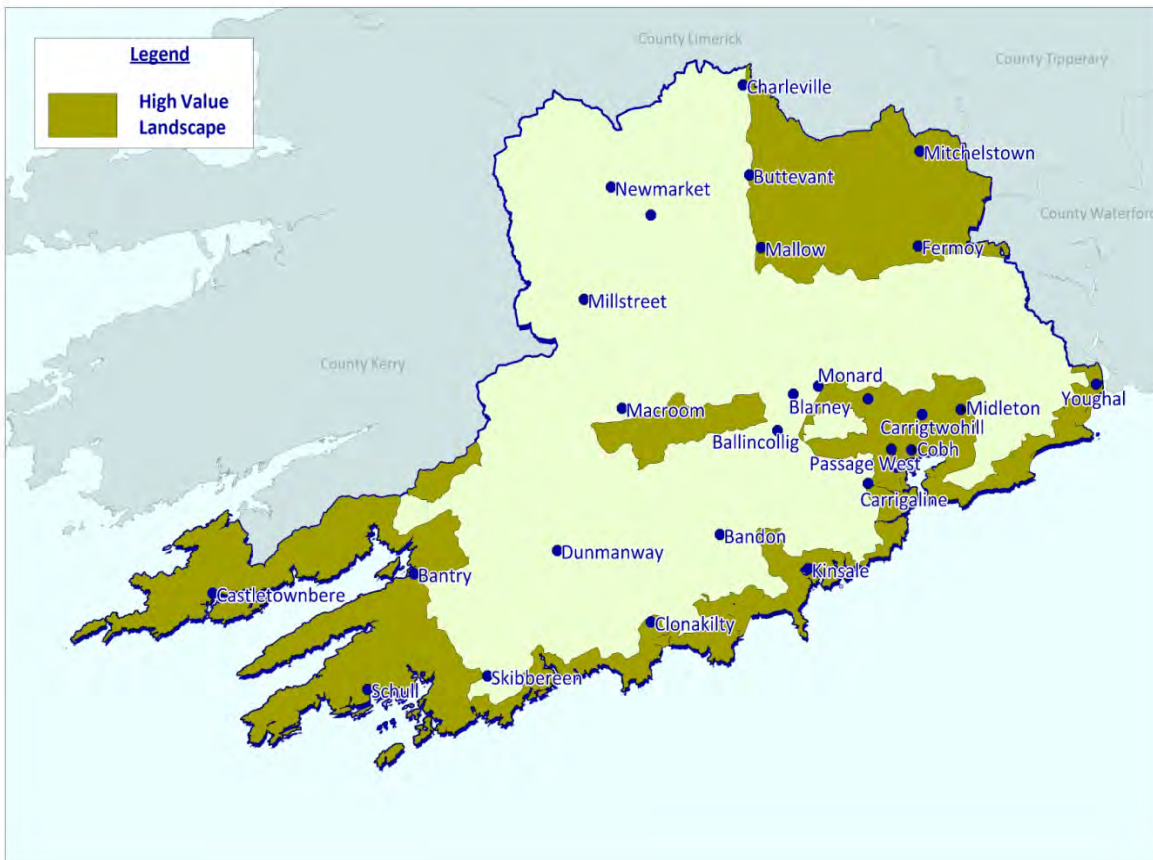 Legend
High Value
Landscape
County Limerick
County Tipperary
Charleville
Mitchelstown
Buttevant
Newmarket
County Waterford
Mallow
Fermoy
Millstreet
County Kerry
Monard
Youghal
Macroom
Blarney
Midleton
Carrigtwohill
Ballincollig
Cobh
Passage West
Carrigaline
Bandon
Dunmanway
Kinsale
Bantry
Castletownbere
Clonakilty
Skibbereen
Schull